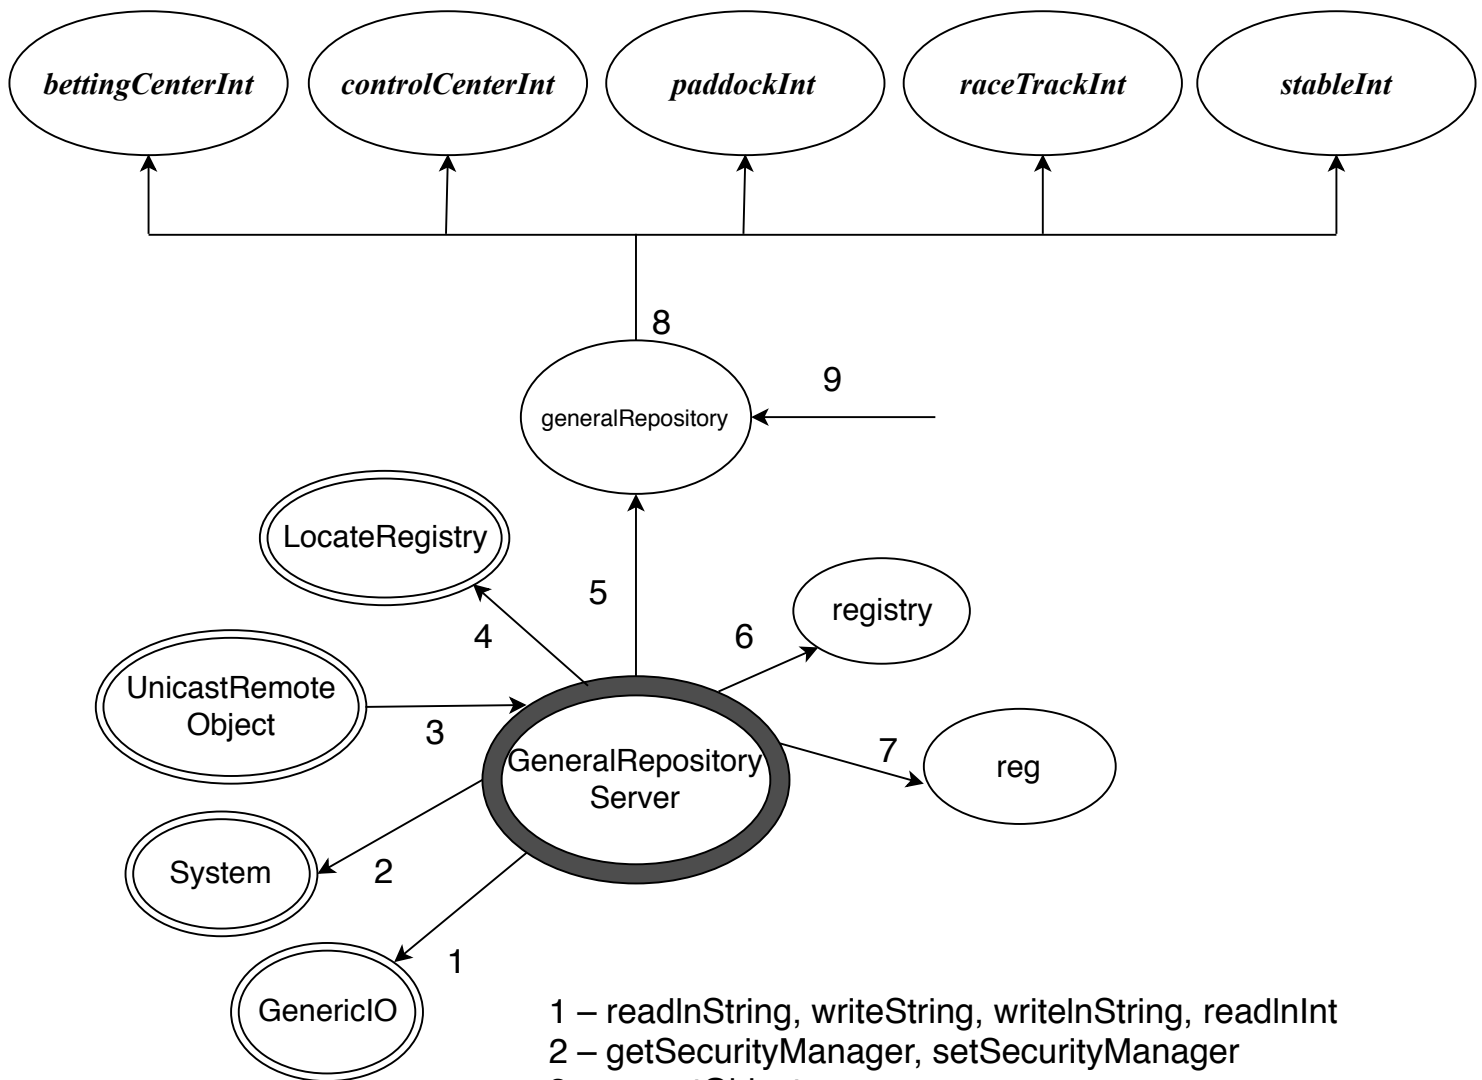 bettingCenterInt
controlCenterInt
paddockInt
raceTrackInt
stableInt
8
9
generalRepository
LocateRegistry
5
registry
4
6
UnicastRemote
Object
3
7
GeneralRepository
Server
reg
System
2
1
GenericIO
1 – readlnString, writeString, writelnString, readlnInt
2 – getSecurityManager, setSecurityManager